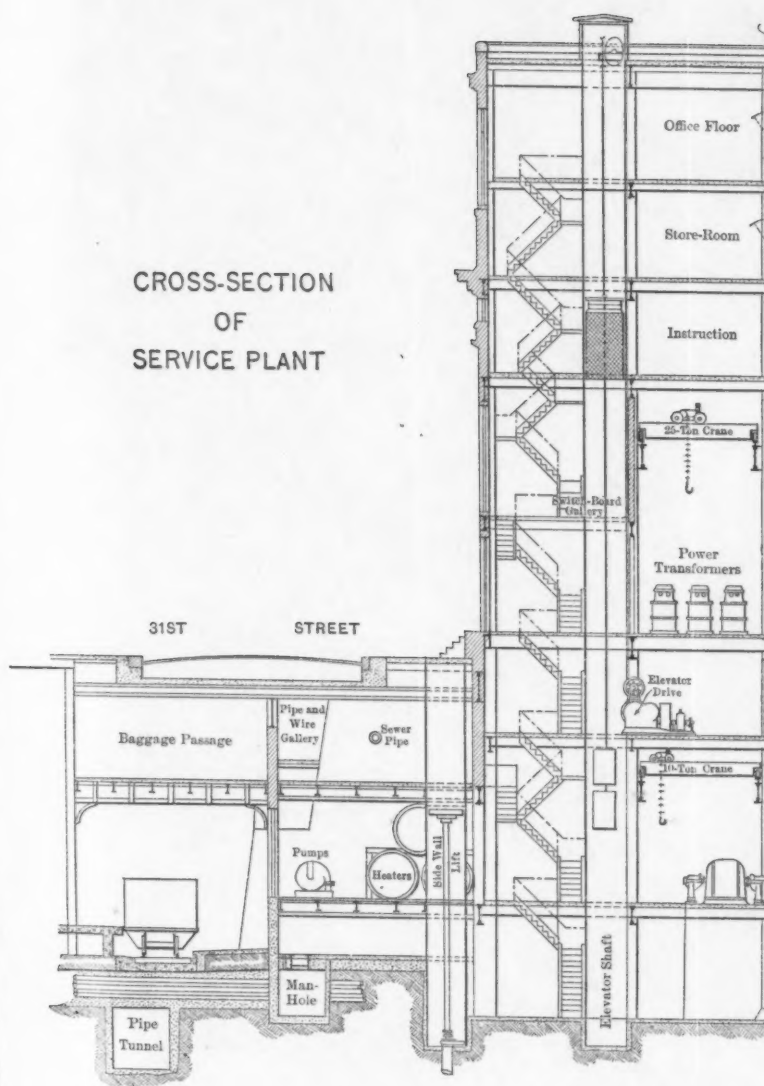 CROSS-SECTION
OF
SERVICE PLANT
Office Floor
Store-Room
Instruction
25-Ton Crane
Switch-Board
Gallery
Power
Transformers
31ST STREET
Elevator
Drive
Baggage Passage
Pipe and
Wire
Gallery
Sewer
Pipe
10-Ton Crane
Pumps
Heaters
Side Wall
Lift
Elevator Shaft
Man-
Hole
Pipe
Tunnel